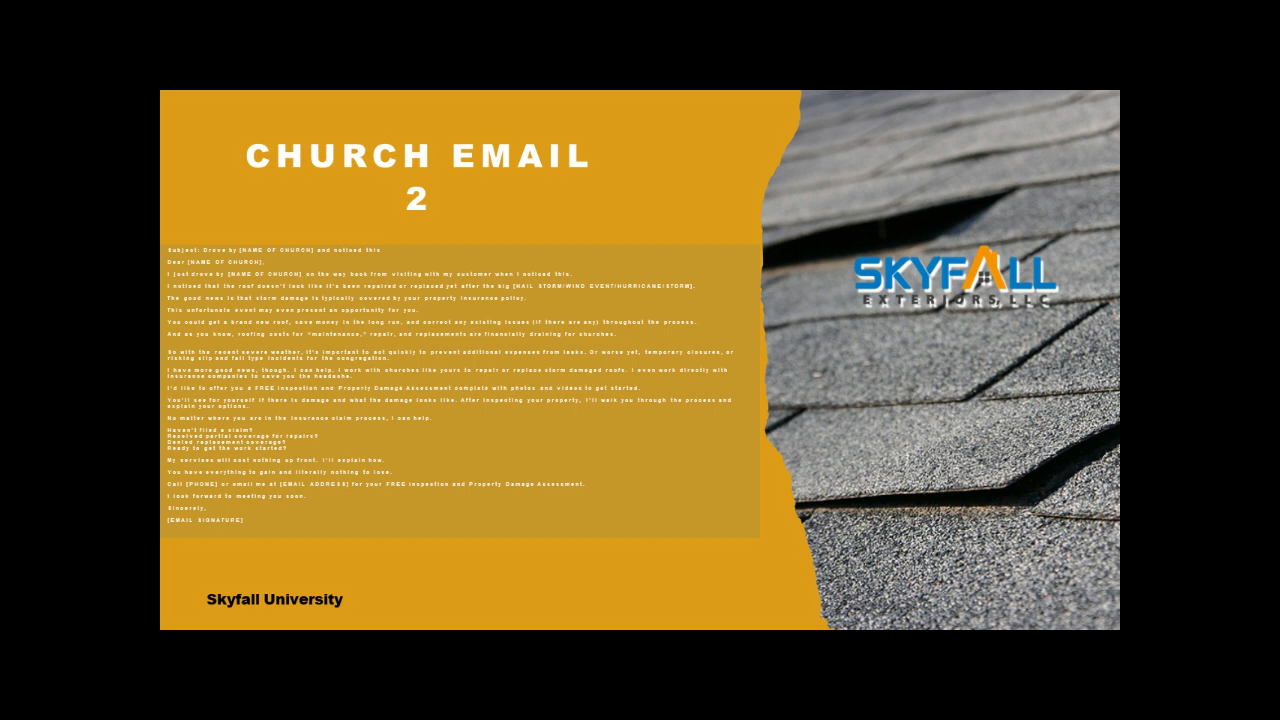 CHURCH EMAIL
2
Subject: Drove by [NAME OF CHURCH] and noticed this
Dear [NAME OF CHURCH],
I just drove by [NAME OF CHURCH] on the way back from visiting with my customer when I noticed this.
I noticed that the roof doesn't look like it's been repaired or replaced yet after the big [HAIL STORM/WIND EVENT/HURRICANE/STORM].
The good news is that storm damage is typically covered by your property insurance policy.
This unfortunate event may even present an opportunity for you.
You could get a brand new roof, save money in the long run, and correct any existing issues (if there are any) throughout the process.
And as you know, roofing costs for "maintenance," repair, and replacements are financially draining for churches.
So with the recent severe weather, it's important to act quickly to prevent additional expenses from leaks. Or worse yet, temporary closures, or
risking slip and fall type incidents for the congregation.
I have more good news, though. I can help. I work with churches like yours to repair or replace storm damaged roofs. I even work directly with
insurance companies to save you the headache.
I'd like to offer you a FREE Inspection and Property Damage Assessment complete with photos and videos to get started.
You'll see for yourself if there is damage and what the damage looks like. After inspecting your property, I'll walk you through the process and
explain your options.
No matter where you are in the insurance claim process, I can help.
Haven't filed a claim?
Received partial coverage for repairs?
Denied replacement coverage?
Ready to get the work started?
My services will cost nothing up front. I'll explain how.
You have everything to gain and literally nothing to lose.
Call [PHONE] or email me at [EMAIL ADDRESS] for your FREE Inspection and Property Damage Assessment.
I look forward to meeting you soon.
Sincerely,
[EMAIL SIGNATURE]
SKYFALL
EXTERIORS, LLC
Skyfall University